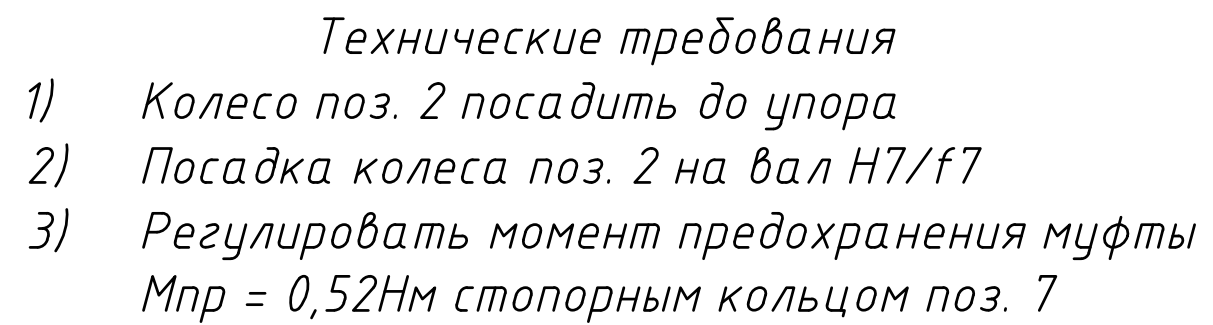 Технические требования
1) Колесо поз. 2 посадить до упора
2) Посадка колеса поз. 2 на вал H7/f7
3) Регулировать момент предохранения муфты
Mпр = 0,52Нм стопорным кольцом поз. 7